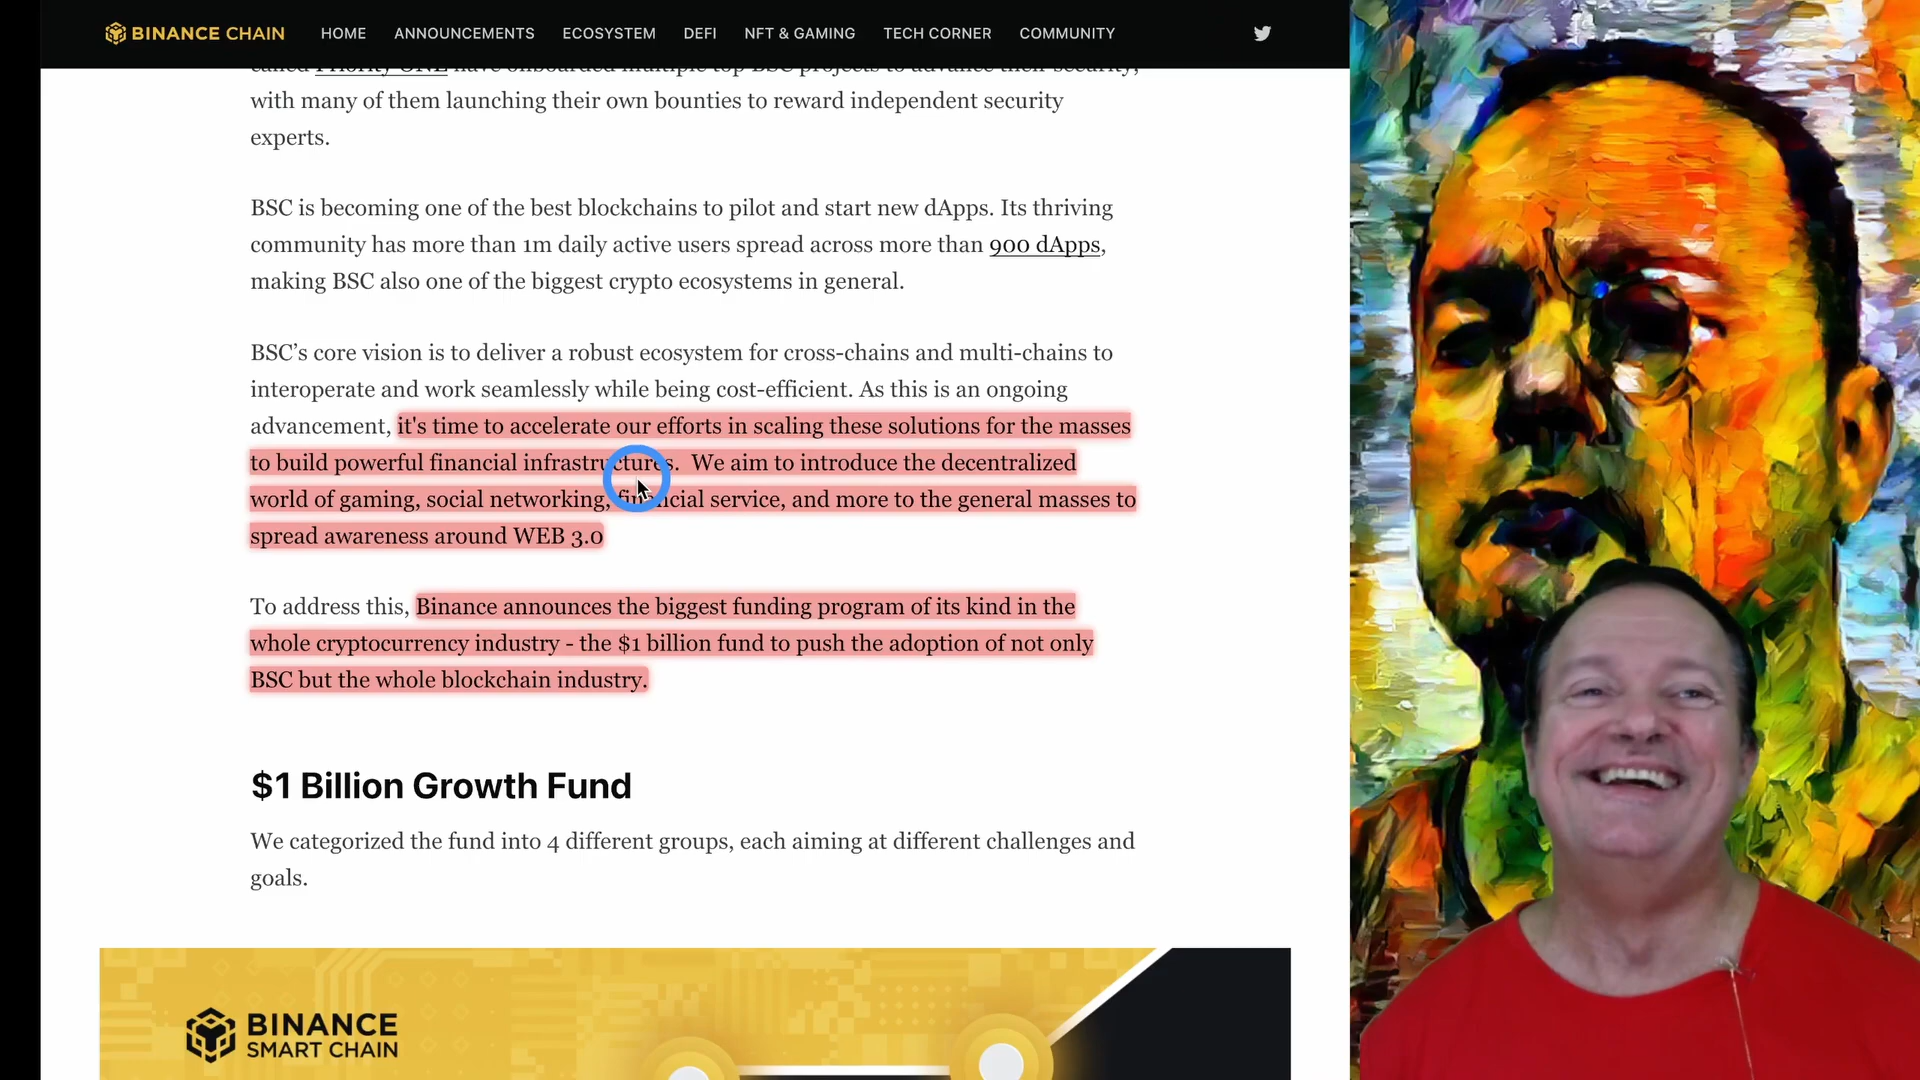 BINANCE CHAIN HOME ANNOUNCEMENTS ECOSYSTEM DEFI NFT & GAMING TECH CORNER COMMUNITY
called Priority ONE have onboarded multiple top BSC projects to advance their security,
with many of them launching their own bounties to reward independent security
experts.
BSC is becoming one of the best blockchains to pilot and start new dApps. Its thriving
community has more than 1m daily active users spread across more than 900 dApps,
making BSC also one of the biggest crypto ecosystems in general.
BSC’s core vision is to deliver a robust ecosystem for cross-chains and multi-chains to
interoperate and work seamlessly while being cost-efficient. As this is an ongoing
advancement, it's time to accelerate our efforts in scaling these solutions for the masses
to build powerful financial infrastructures. We aim to introduce the decentralized
world of gaming, social networking, financial service, and more to the general masses to
spread awareness around WEB 3.0
To address this, Binance announces the biggest funding program of its kind in the
whole cryptocurrency industry - the $1 billion fund to push the adoption of not only
BSC but the whole blockchain industry.
$1 Billion Growth Fund
We categorized the fund into 4 different groups, each aiming at different challenges and
goals.
BINANCE
SMART CHAIN